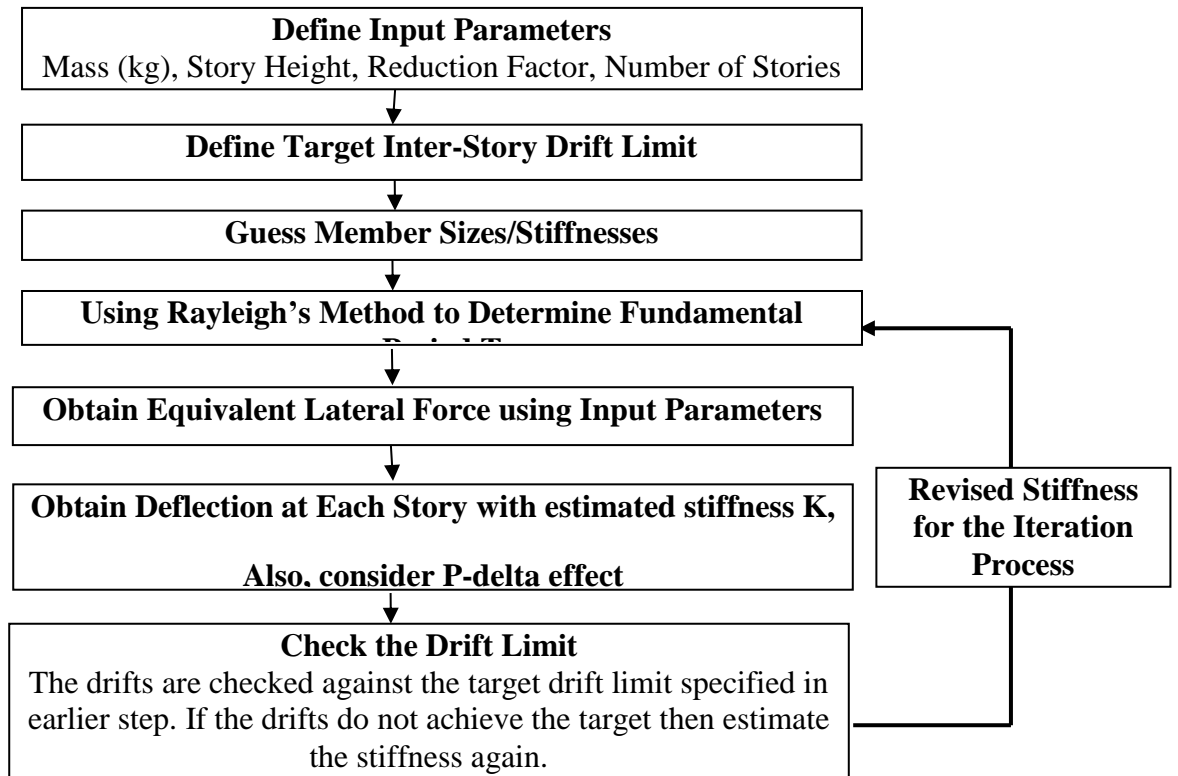 Define Input Parameters
Mass (kg), Story Height, Reduction Factor, Number of Stories
Define Target Inter-Story Drift Limit
Guess Member Sizes/Stiffnesses
Using Rayleigh’s Method to Determine Fundamental
Obtain Equivalent Lateral Force using Input Parameters
Obtain Deflection at Each Story with estimated stiffness K,
Also, consider P-delta effect
Check the Drift Limit
The drifts are checked against the target drift limit specified in
earlier step. If the drifts do not achieve the target then estimate
the stiffness again.
Revised Stiffness
for the Iteration
Process